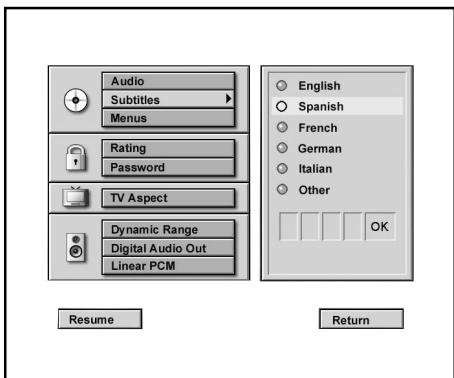 Audio
Subtitles
Menus
Rating
Password
TV Aspect
Dynamic Range
Digital Audio Out
Linear PCM
English
Spanish
French
German
Italian
Other
OK
Resume
Return